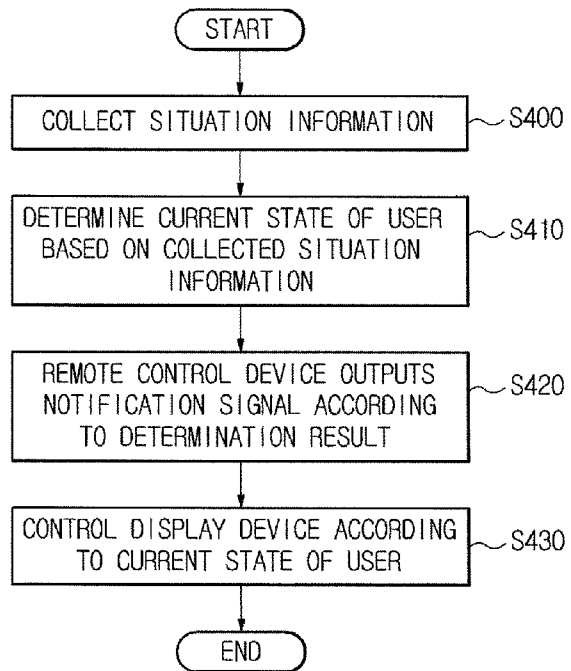 START
COLLECT SITUATION INFORMATION
S400
DETERMINE CURRENT STATE OF USER
BASED ON COLLECTED SITUATION
INFORMATION
S410
REMOTE CONTROL DEVICE OUTPUTS
NOTIFICATION SIGNAL ACCORDING
TO DETERMINATION RESULT
S420
CONTROL DISPLAY DEVICE ACCORDING
TO CURRENT STATE OF USER
S430
END